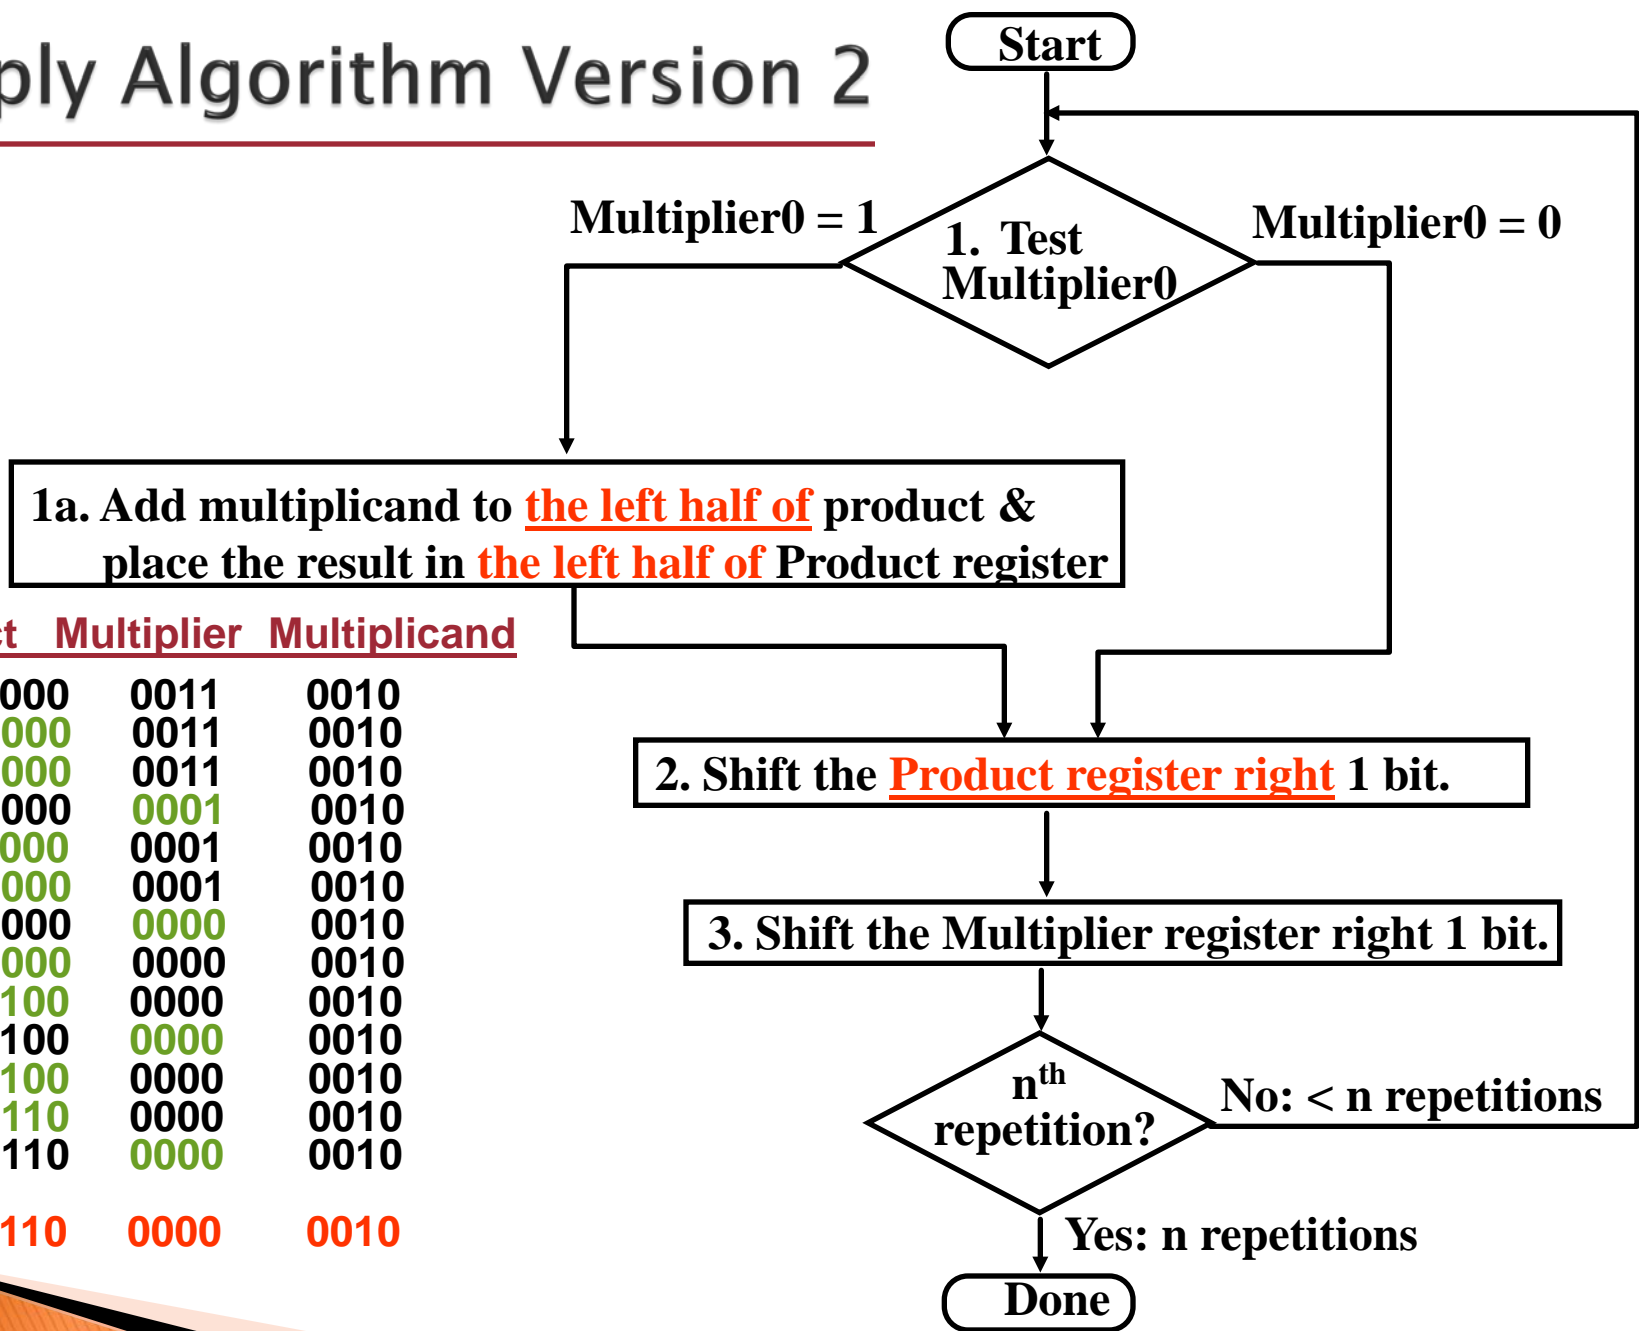 ply Algorithm Version 2
Start
Multiplier0 = 1
1. Test
Multiplier0
Multiplier0 = 0
1a. Add multiplicand to the left half of product &
place the result in the left half of Product register
ct Multiplier Multiplicand
000 0011 0010
000 0011 0010
000 0011 0010
000 0001 0010
000 0001 0010
000 0001 0010
000 0000 0010
000 0000 0010
100 0000 0010
100 0000 0010
100 0000 0010
110 0000 0010
110 0000 0010
110 0000 0010
2. Shift the Product register right 1 bit.
3. Shift the Multiplier register right 1 bit.
nth
repetition?
No: < n repetitions
Yes: n repetitions
Done